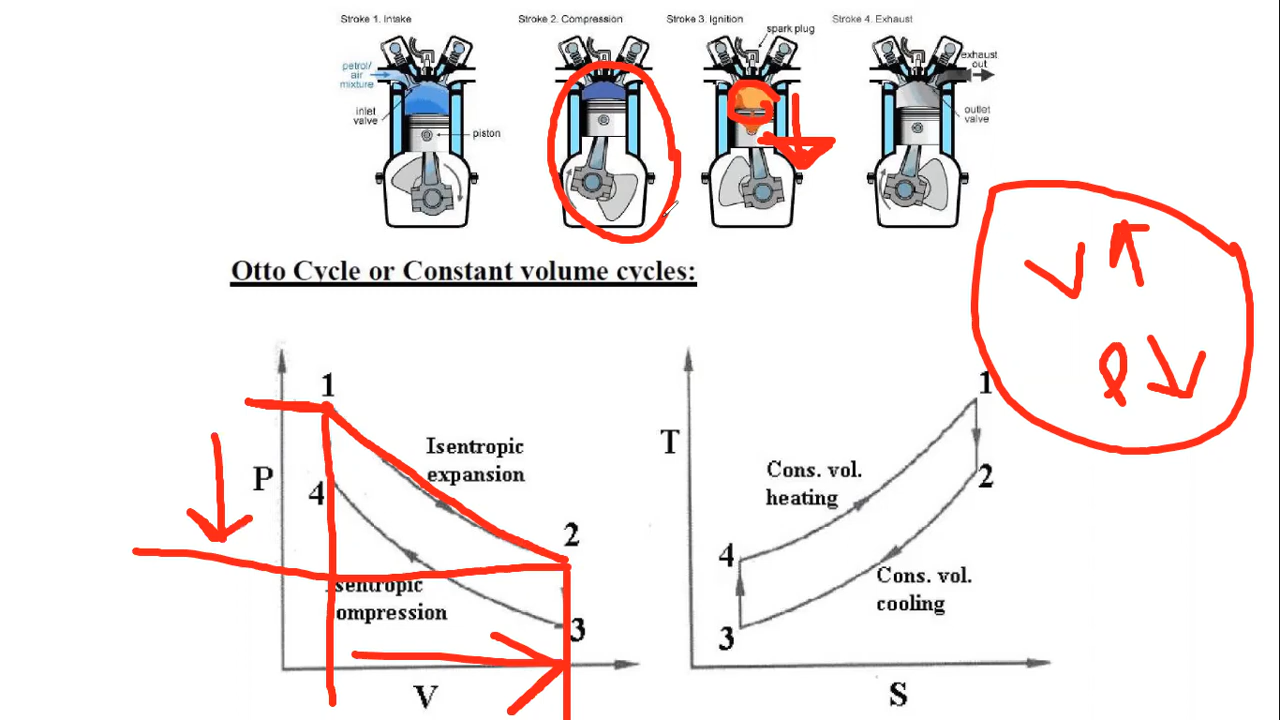 Stroke 1. Intake
Stroke 2. Compression
Stroke 3. Ignition
Stroke 4. Exhaust
spark plug
petrol/
air
mixture
exhaust
out
inlet
valve
outlet
valve
piston
Otto Cycle or Constant volume cycles:
V ↑
P ↓
1
Isentropic
expansion
P
4
2
Isentropic
ompression
3
V
1
T
Cons. vol.
heating
2
4
Cons. vol.
cooling
3
S